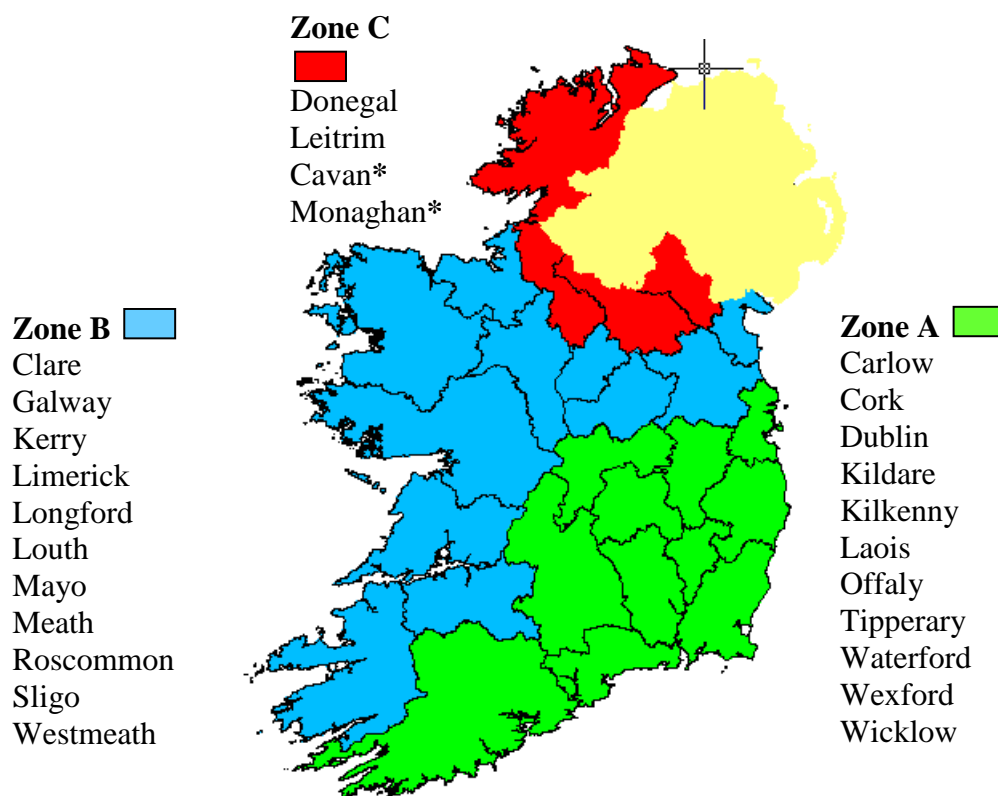 Zone C
Donegal
Leitrim
Cavan*
Monaghan*
Zone B
Clare
Galway
Kerry
Limerick
Longford
Louth
Mayo
Meath
Roscommon
Sligo
Westmeath
Zone A
Carlow
Cork
Dublin
Kildare
Kilkenny
Laois
Offaly
Tipperary
Waterford
Wexford
Wicklow